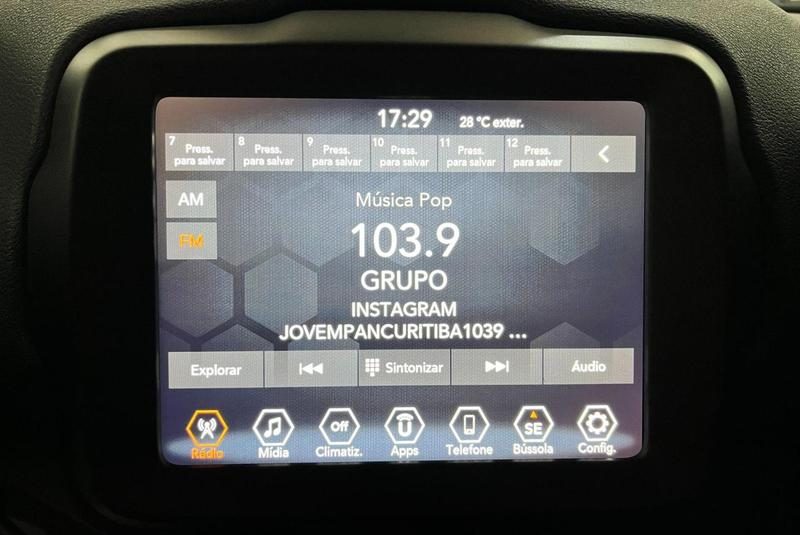 17:29 28 °C exter.
7 Press. para salvar
8 Press. para salvar
9 Press. para salvar
10 Press. para salvar
11 Press. para salvar
12 Press. para salvar
AM
FM
Música Pop
103.9
GRUPO
INSTAGRAM
JOVEMPANCURITIBA1039 ...
Explorar
Sintonizar
Áudio
Off
SE
Rádio
Mídia
Climatiz.
Apps
Telefone
Bússola
Config.